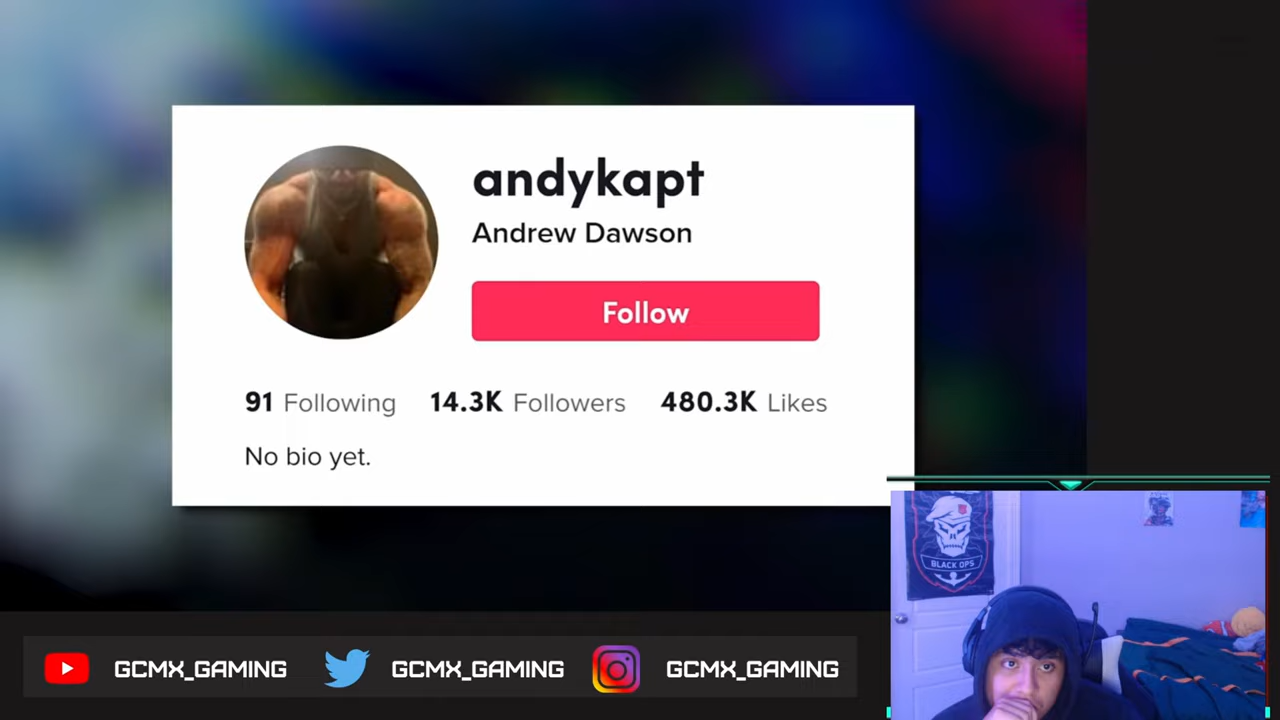 andykapt
Andrew Dawson
Follow
91 Following 14.3K Followers 480.3K Likes
No bio yet.
BLACK OPS
GCMX_GAMING GCMX_GAMING GCMX_GAMING